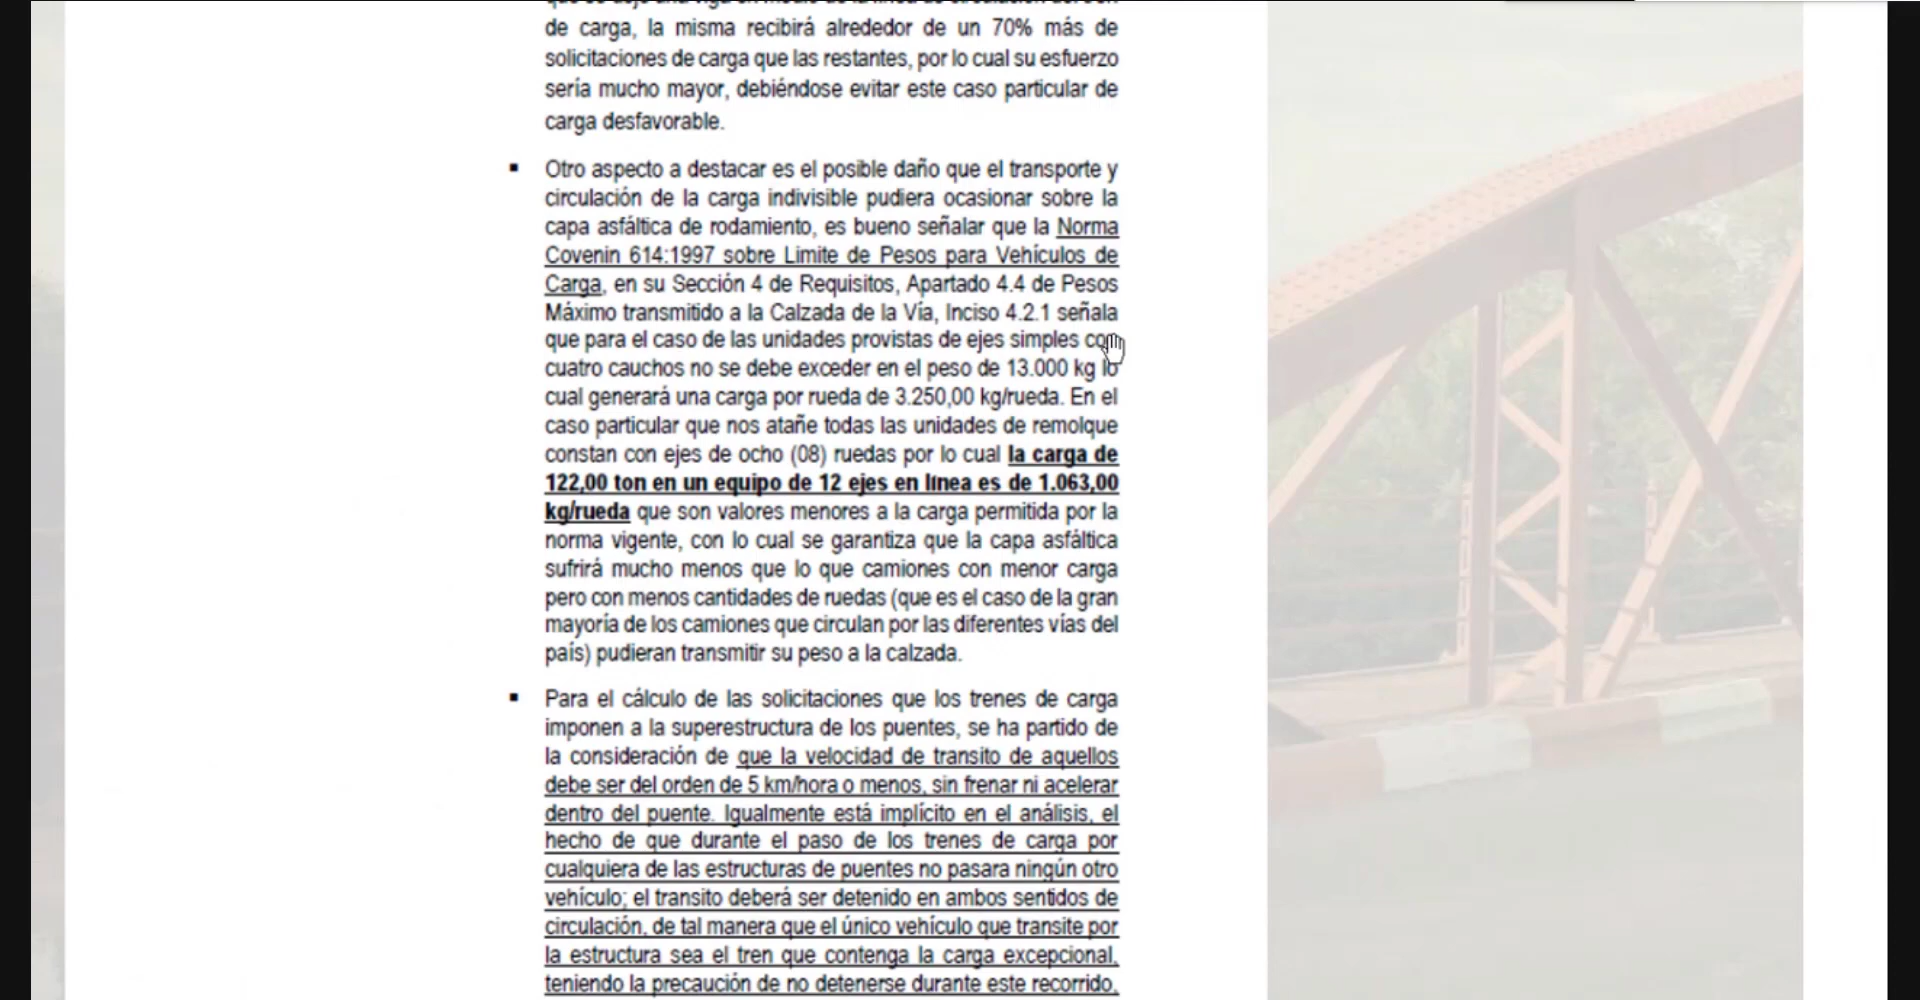 de carga, la misma recibirá alrededor de un 70% más de
solicitaciones de carga que las restantes, por lo cual su esfuerzo
sería mucho mayor, debiéndose evitar este caso particular de
carga desfavorable.
▪ Otro aspecto a destacar es el posible daño que el transporte y
circulación de la carga indivisible pudiera ocasionar sobre la
capa asfáltica de rodamiento, es bueno señalar que la Norma
Covenin 614:1997 sobre Limite de Pesos para Vehículos de
Carga, en su Sección 4 de Requisitos, Apartado 4.4 de Pesos
Máximo transmitido a la Calzada de la Vía, Inciso 4.2.1 señala
que para el caso de las unidades provistas de ejes simples con
cuatro cauchos no se debe exceder en el peso de 13.000 kg lo
cual generará una carga por rueda de 3.250,00 kg/rueda. En el
caso particular que nos atañe todas las unidades de remolque
constan con ejes de ocho (08) ruedas por lo cual la carga de
122,00 ton en un equipo de 12 ejes en línea es de 1.063,00
kg/rueda que son valores menores a la carga permitida por la
norma vigente, con lo cual se garantiza que la capa asfáltica
sufrirá mucho menos que lo que camiones con menor carga
pero con menos cantidades de ruedas (que es el caso de la gran
mayoría de los camiones que circulan por las diferentes vías del
país) pudieran transmitir su peso a la calzada.
▪ Para el cálculo de las solicitaciones que los trenes de carga
imponen a la superestructura de los puentes, se ha partido de
la consideración de que la velocidad de transito de aquellos
debe ser del orden de 5 km/hora o menos, sin frenar ni acelerar
dentro del puente. Igualmente está implícito en el análisis, el
hecho de que durante el paso de los trenes de carga por
cualquiera de las estructuras de puentes no pasara ningún otro
vehículo; el transito deberá ser detenido en ambos sentidos de
circulación, de tal manera que el único vehículo que transite por
la estructura sea el tren que contenga la carga excepcional,
teniendo la precaución de no detenerse durante este recorrido.